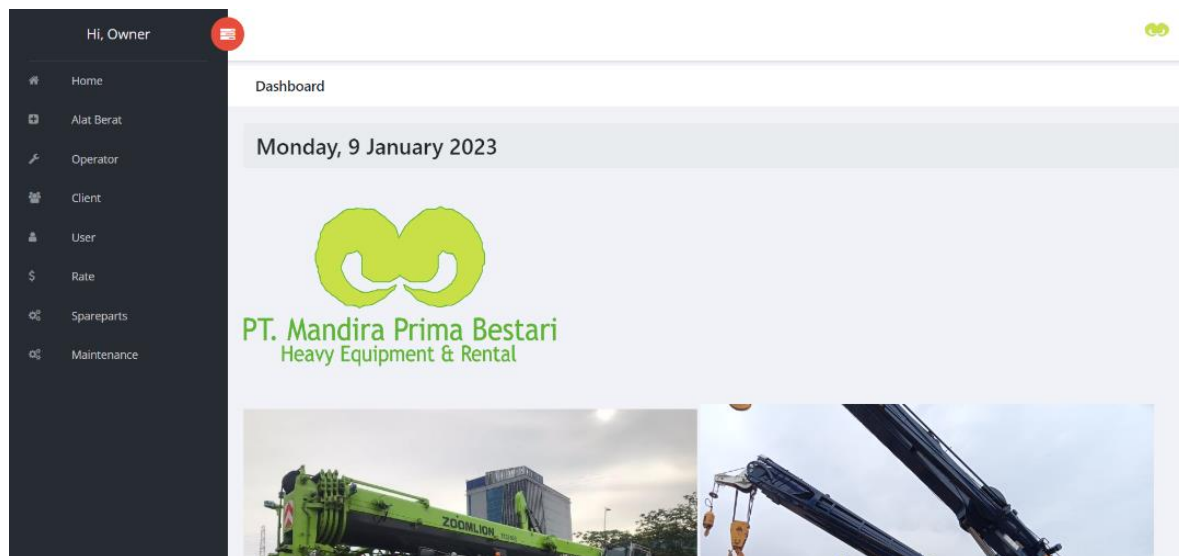 Hi, Owner
Home
Alat Berat
Operator
Client
User
Rate
Spareparts
Maintenance
Dashboard
Monday, 9 January 2023
PT. Mandira Prima Bestari
Heavy Equipment & Rental
ZOOMLION